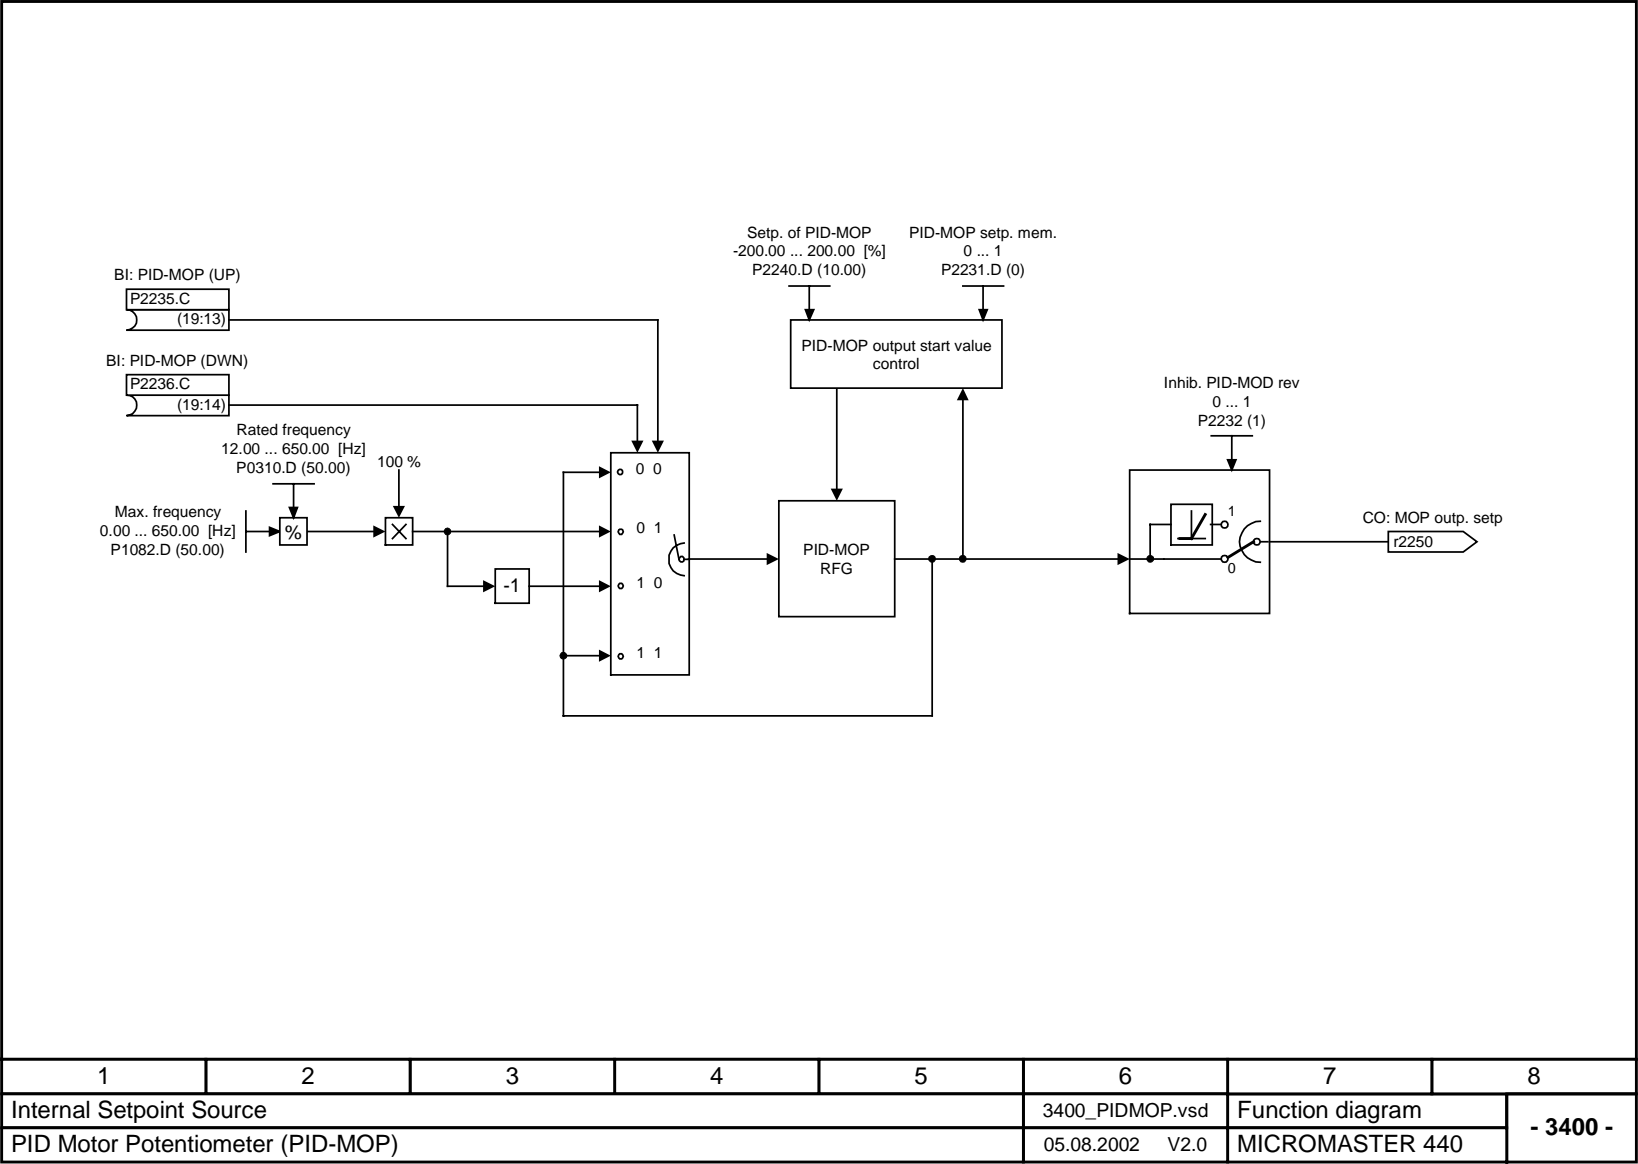 Setp. of PID-MOP
-200.00 ... 200.00 [%]
P2240.D (10.00)
PID-MOP setp. mem.
0 ... 1
P2231.D (0)
BI: PID-MOP (UP)
P2235.C
(19:13)
BI: PID-MOP (DWN)
P2236.C
(19:14)
PID-MOP output start value
control
Inhib. PID-MOD rev
0 ... 1
P2232 (1)
Rated frequency
12.00 ... 650.00 [Hz]
P0310.D (50.00)
100 %
Max. frequency
0.00 ... 650.00 [Hz]
P1082.D (50.00)
%
X
-1
0 0
0 1
1 0
1 1
PID-MOP
RFG
1
0
CO: MOP outp. setp
r2250
1 2 3 4 5 6 7 8
Internal Setpoint Source
3400_PIDMOP.vsd
Function diagram
- 3400 -
PID Motor Potentiometer (PID-MOP)
05.08.2002 V2.0
MICROMASTER 440